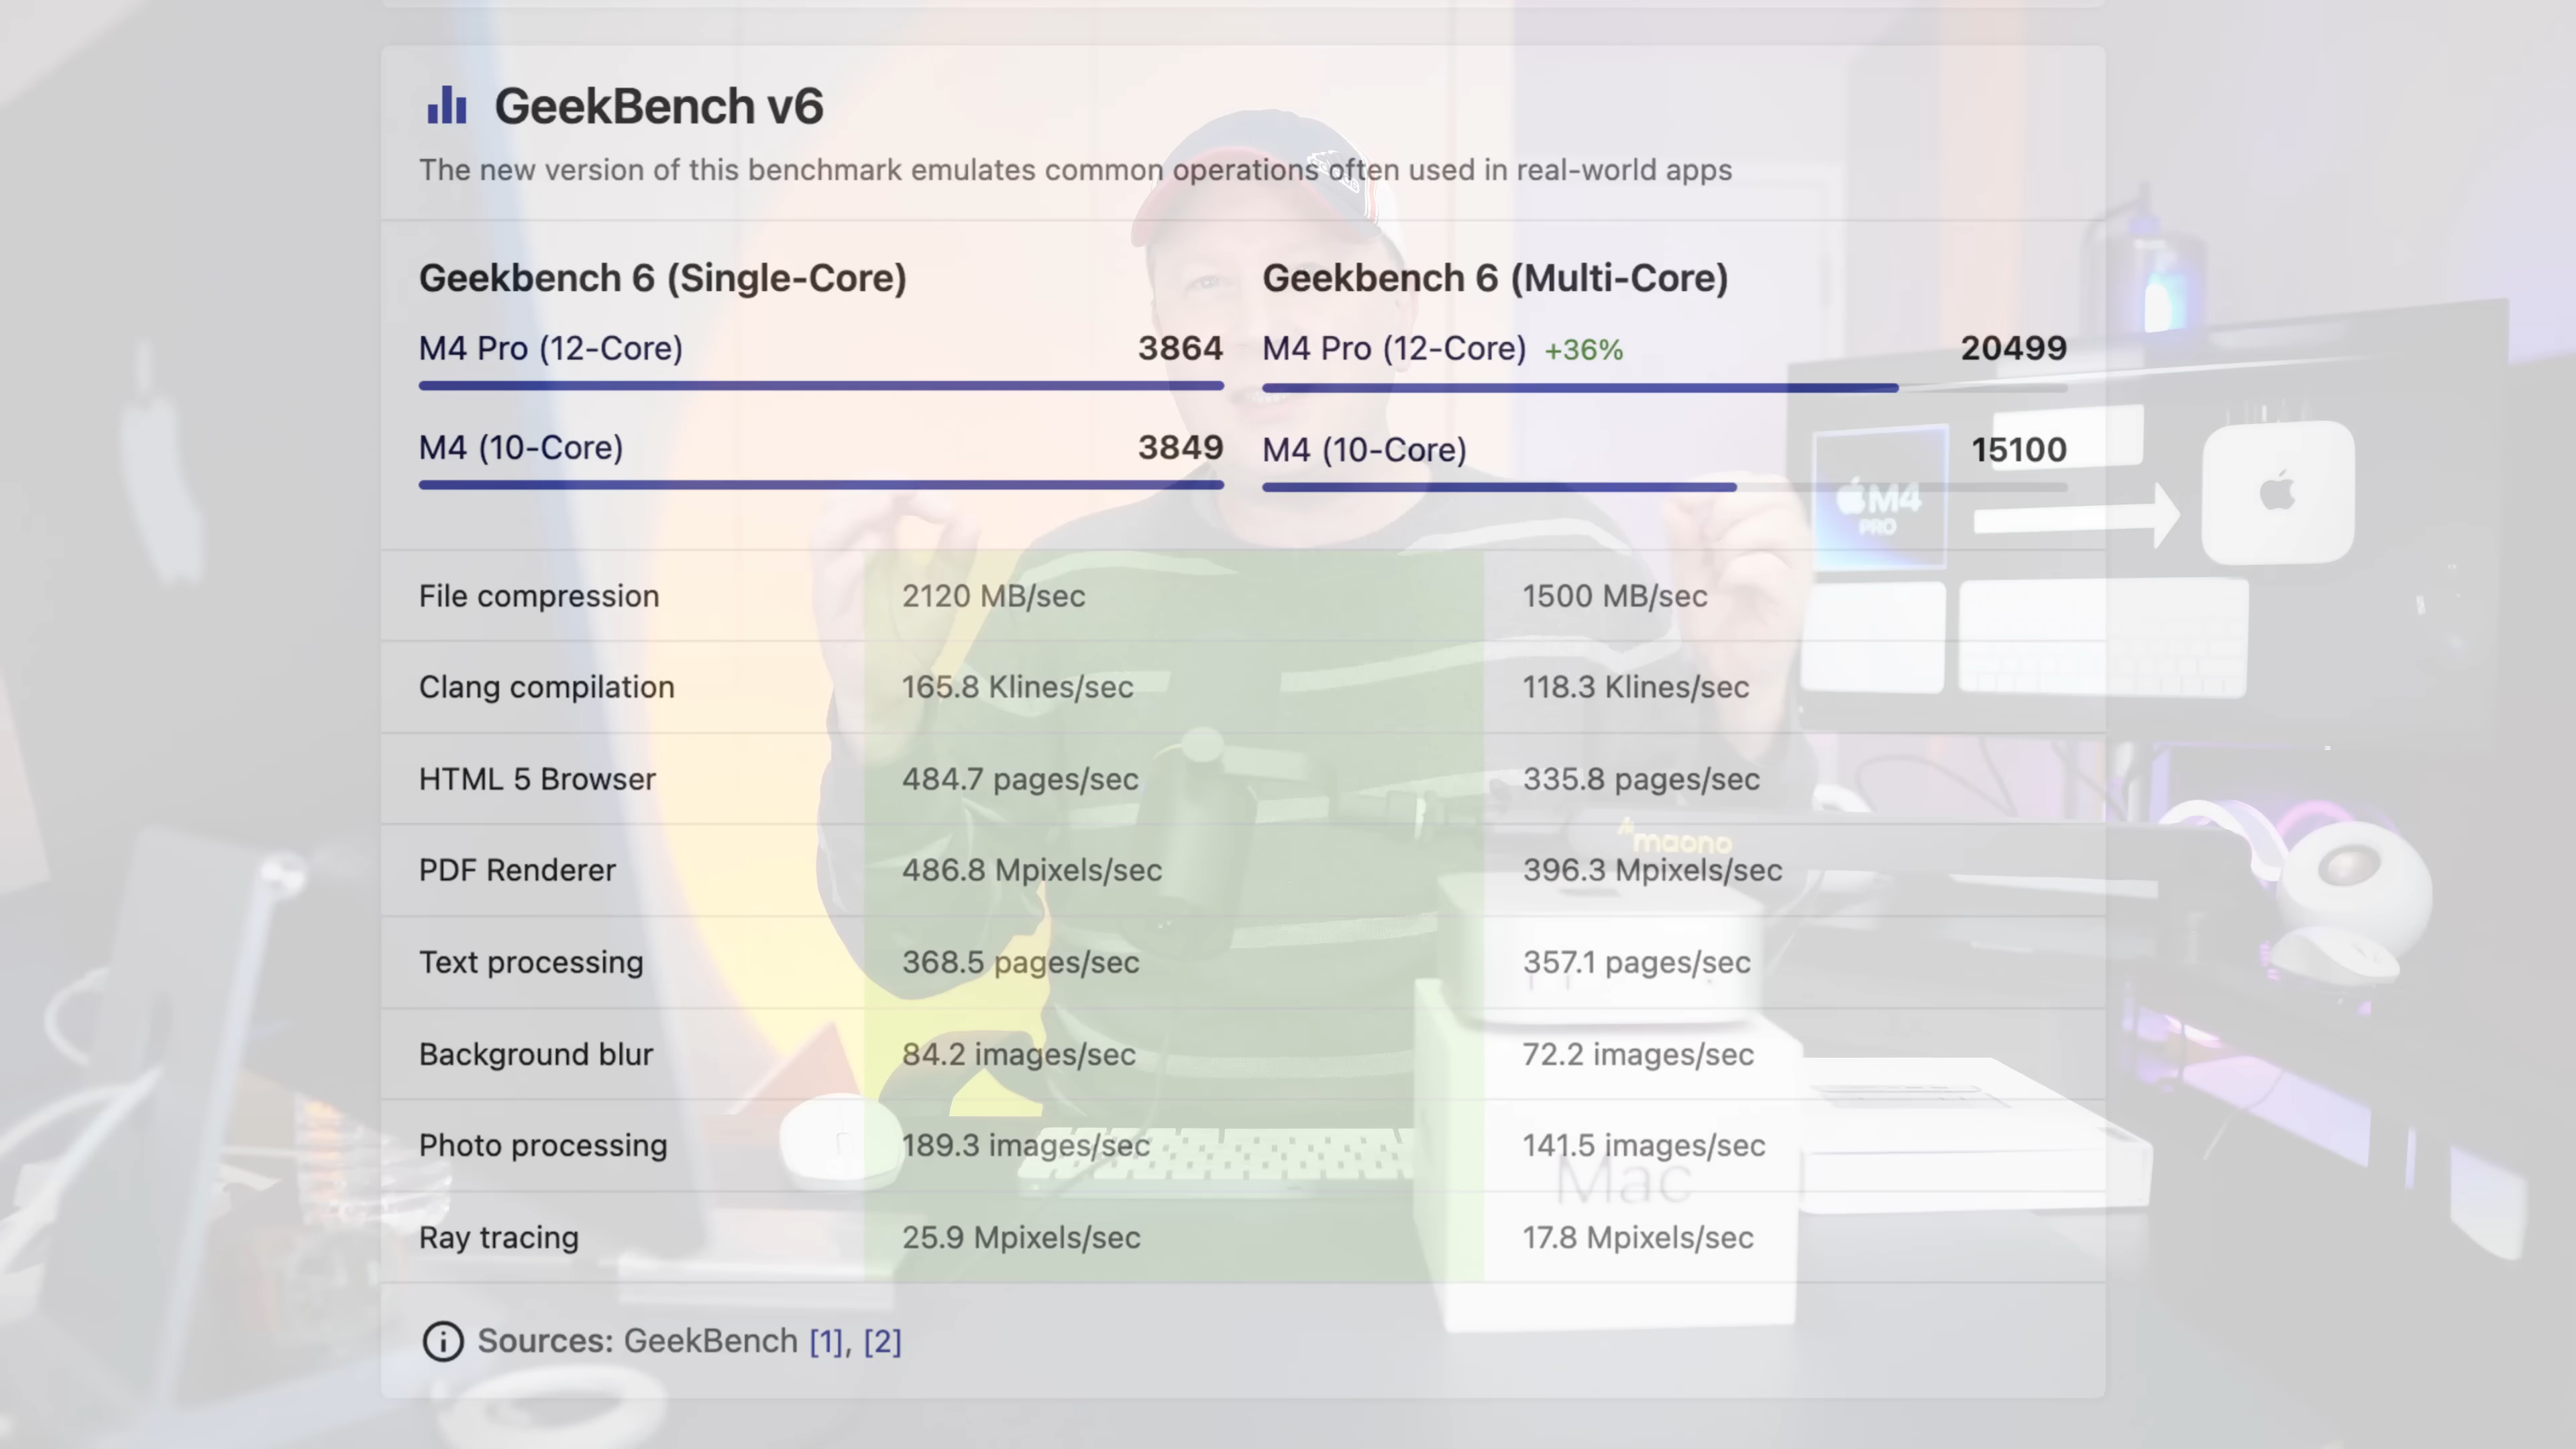 GeekBench v6
The new version of this benchmark emulates common operations often used in real-world apps
Geekbench 6 (Single-Core)
M4 Pro (12-Core) 3864
M4 (10-Core) 3849
Geekbench 6 (Multi-Core)
M4 Pro (12-Core) +36% 20499
M4 (10-Core) 15100
File compression 2120 MB/sec 1500 MB/sec
Clang compilation 165.8 Klines/sec 118.3 Klines/sec
HTML 5 Browser 484.7 pages/sec 335.8 pages/sec
PDF Renderer 486.8 Mpixels/sec 396.3 Mpixels/sec
Text processing 368.5 pages/sec 357.1 pages/sec
Background blur 84.2 images/sec 72.2 images/sec
Photo processing 189.3 images/sec 141.5 images/sec
Ray tracing 25.9 Mpixels/sec 17.8 Mpixels/sec
Sources: GeekBench [1], [2]
M4
PRO
maono
Mac